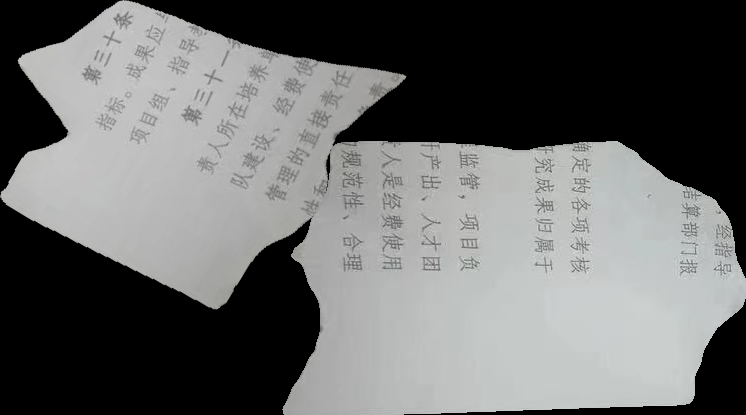 第三十条
指标。成果应
项目组、指导
第三十一
责人所在培养单
队建设、经费使
管理的直接责任
，经指导
结算部门报
确定的各项考核
研究成果归属于
监管，项目负
产出、人才团
人是经费使用
规范性、合理